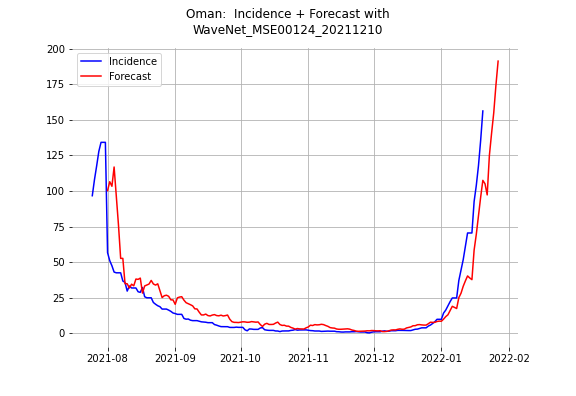 Oman:  Incidence + Forecast with
WaveNet_MSE00124_20211210
Incidence
Forecast
200
175
150
125
100
75
50
25
0
2021-08 2021-09 2021-10 2021-11 2021-12 2022-01 2022-02